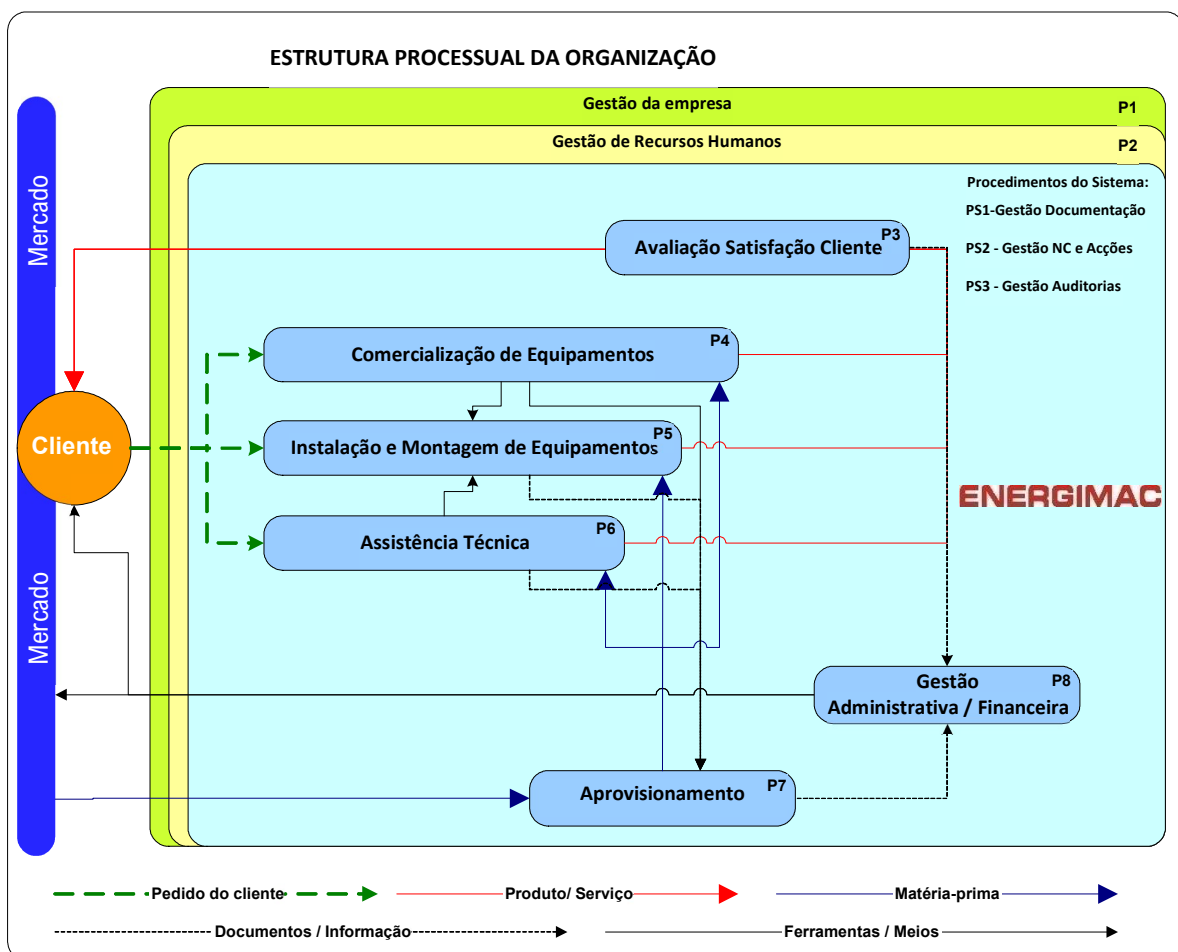 ESTRUTURA PROCESSUAL DA ORGANIZAÇÃO
Gestão da empresa
P1
Gestão de Recursos Humanos
P2
Mercado
Procedimentos do Sistema:
PS1-Gestão Documentação
PS2 - Gestão NC e Acções
PS3 - Gestão Auditorias
Avaliação Satisfação Cliente
P3
Comercialização de Equipamentos
P4
Cliente
Instalação e Montagem de Equipamentos
P5
ENERGIMAC
Assistência Técnica
P6
Mercado
Gestão
Administrativa / Financeira
P8
Aprovisionamento
P7
Pedido do cliente
Produto/ Serviço
Matéria-prima
Documentos / Informação
Ferramentas / Meios